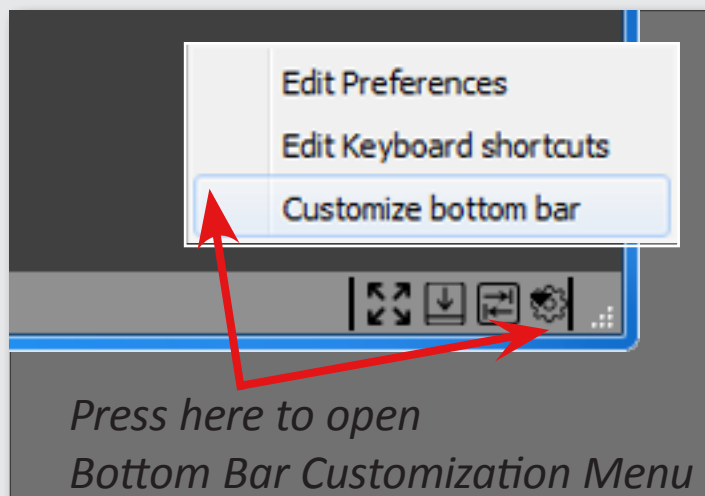 Edit Preferences
Edit Keyboard shortcuts
Customize bottom bar
Press here to open
Bottom Bar Customization Menu